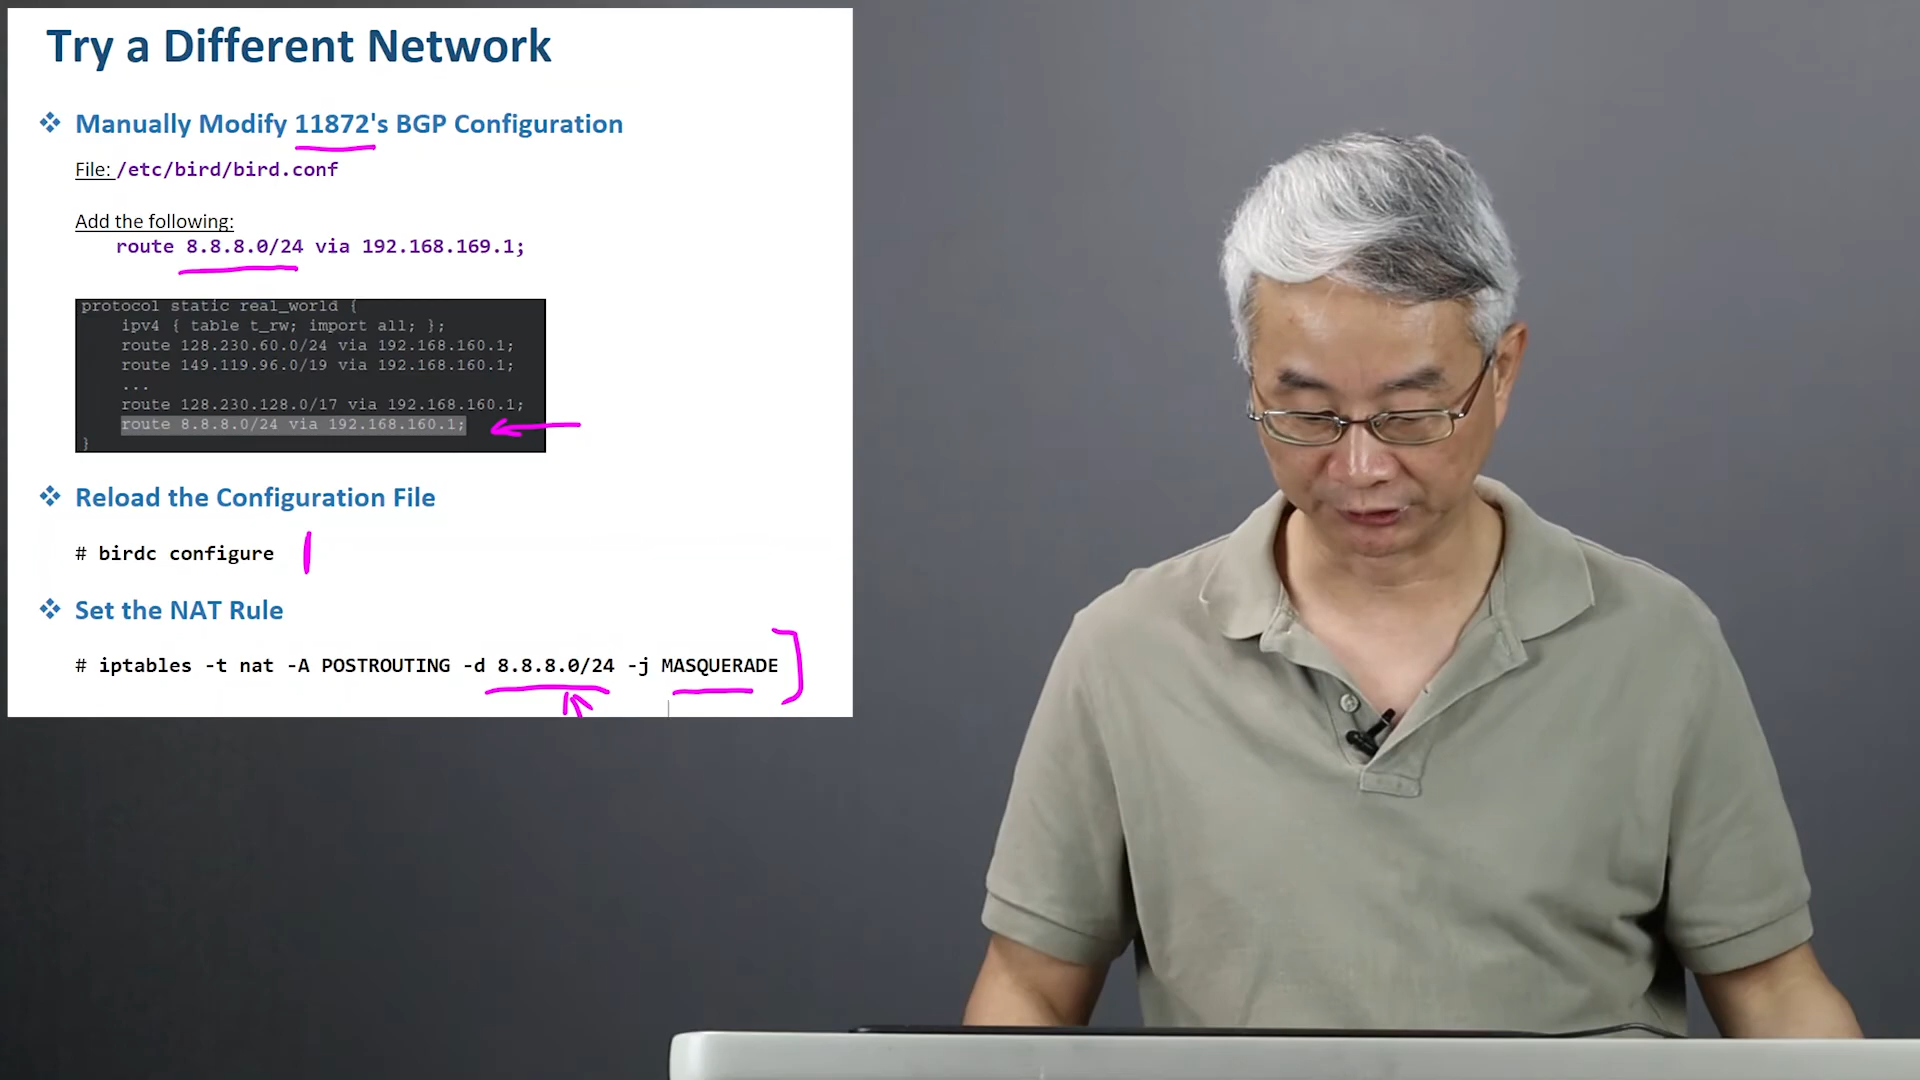 Try a Different Network
❖ Manually Modify 11872's BGP Configuration
File: /etc/bird/bird.conf
Add the following:
route 8.8.8.0/24 via 192.168.169.1;
protocol static real_world {
ipv4 { table t_rw; import all; };
route 128.230.60.0/24 via 192.168.160.1;
route 149.119.96.0/19 via 192.168.160.1;
...
route 128.230.128.0/17 via 192.168.160.1;
route 8.8.8.0/24 via 192.168.160.1;
}
❖ Reload the Configuration File
# birdc configure
❖ Set the NAT Rule
# iptables -t nat -A POSTROUTING -d 8.8.8.0/24 -j MASQUERADE